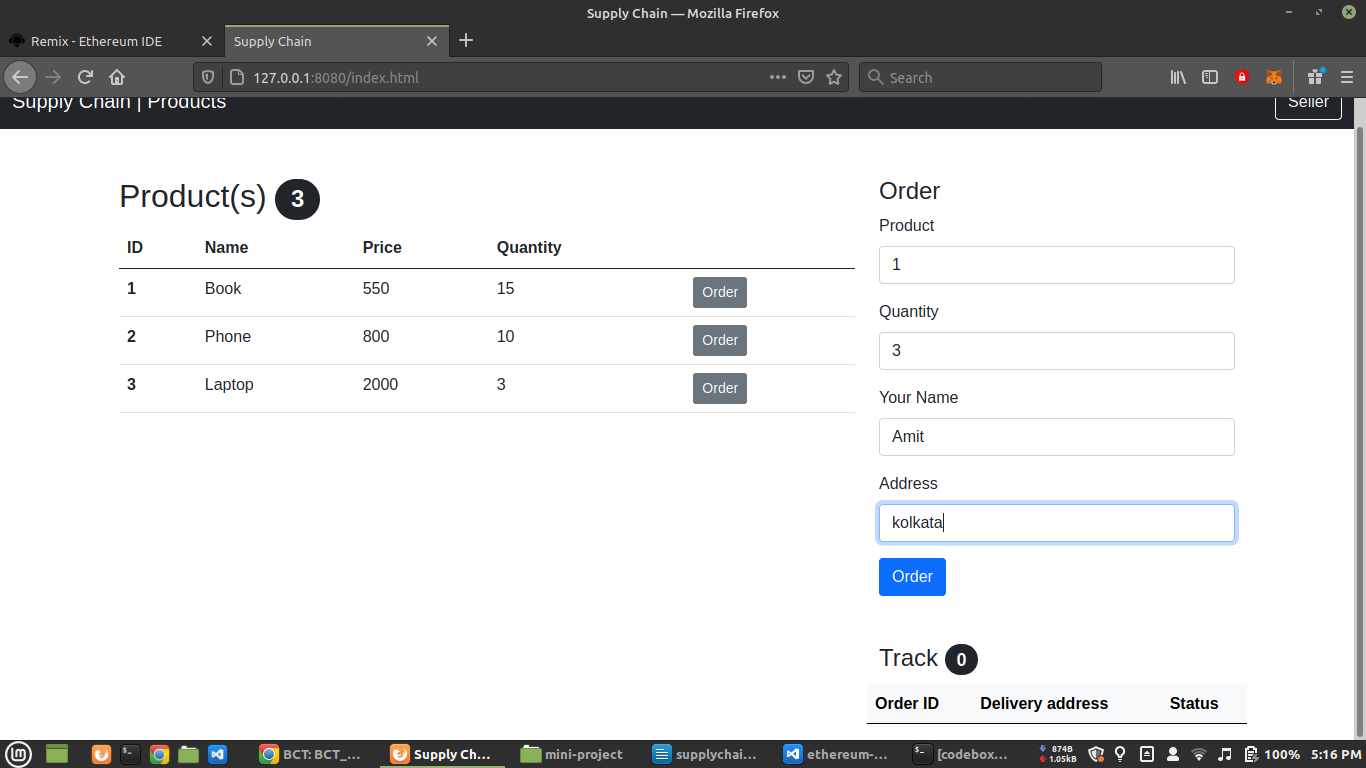 Supply Chain — Mozilla Firefox
Remix - Ethereum IDE
Supply Chain
127.0.0.1:8080/index.html
Search
Supply Chain | Products
Seller
Product(s) 3
ID Name Price Quantity
1 Book 550 15 Order
2 Phone 800 10 Order
3 Laptop 2000 3 Order
Order
Product
1
Quantity
3
Your Name
Amit
Address
kolkata
Order
Track 0
Order ID Delivery address Status
BCT: BCT_... Supply Ch... mini-project supplychai... ethereum-... [codebox... 874B 1.05kB 100% 5:16 PM